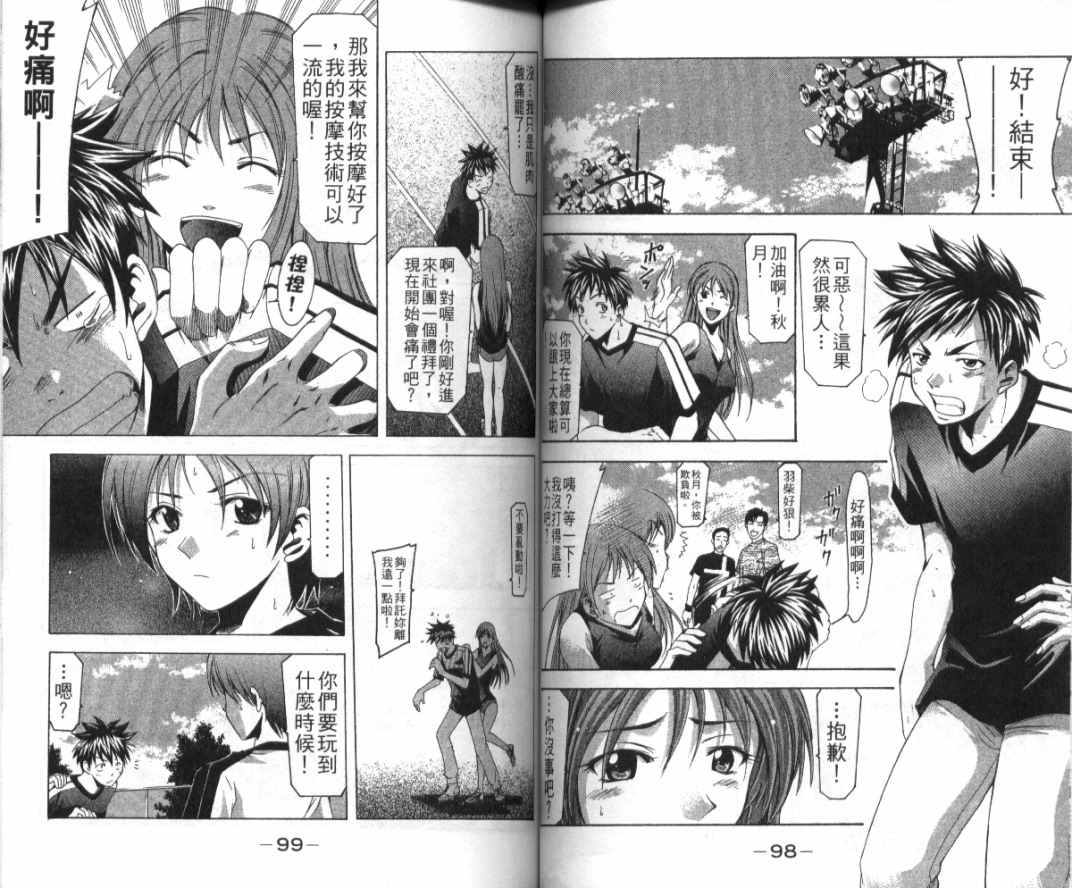 好！結束—
————！
可惡～～這果
然很累人…
加油啊！秋
月！
ポン
你現在總算可
以跟上大家啦
好痛啊啊啊…
ガク
ガク
羽柴好狠！
秋月，你被
欺負啦。
咦？等一下！
我沒打得這麼
大力吧？
…抱歉！
…你沒事吧？
－98－
沒…我只是肌肉
酸痛罷了…
啊，對喔！你剛好進
來社團一個禮拜了，
現在開始會痛了吧？
那我來幫你按摩好了
，我的按摩技術可以
一流的喔！
捏捏！
好痛啊———！
不要亂動啦！
夠了！拜託妳離
我遠一點啦！
………
你們要玩到
什麼時候！
…嗯？
－99－